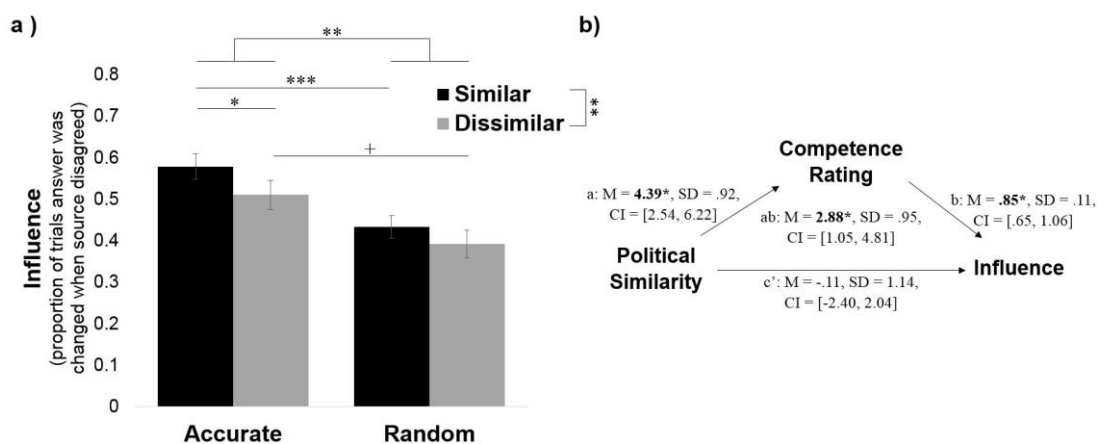 a )
**
0.8
0.7
0.6
0.5
0.4
0.3
0.2
0.1
0
Influence
(proportion of trials answer was
changed when source disagreed)
***
*
+
Similar
Dissimilar
**
Accurate
Random
b)
Competence
Rating
a: M = 4.39*, SD = .92,
CI = [2.54, 6.22]
b: M = .85*, SD = .11,
CI = [.65, 1.06]
ab: M = 2.88*, SD = .95,
CI = [1.05, 4.81]
Political
Similarity
Influence
c’: M = -.11, SD = 1.14,
CI = [-2.40, 2.04]